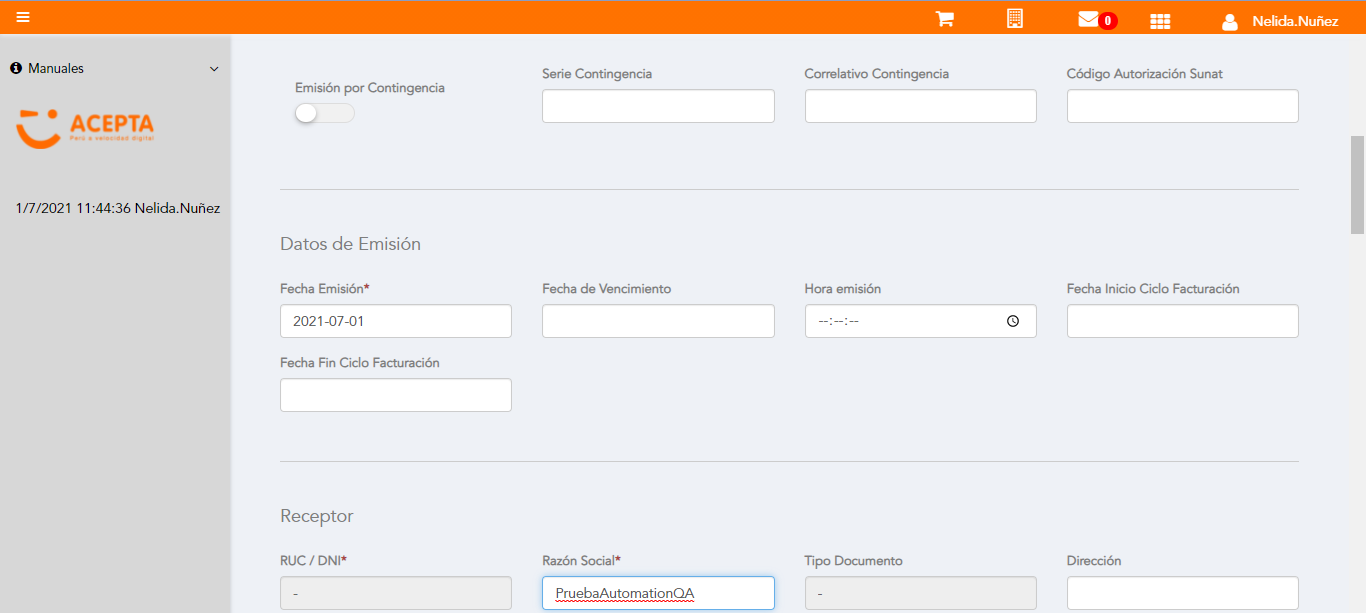 0
Nelida.Nuñez
Manuales
ACEPTA
Perú a velocidad digital
1/7/2021 11:44:36 Nelida.Nuñez
Emisión por Contingencia
Serie Contingencia
Correlativo Contingencia
Código Autorización Sunat
Datos de Emisión
Fecha Emisión*
Fecha de Vencimiento
Hora emisión
Fecha Inicio Ciclo Facturación
2021-07-01
--:--:--
Fecha Fin Ciclo Facturación
Receptor
RUC / DNI*
Razón Social*
Tipo Documento
Dirección
-
PruebaAutomationQA
-